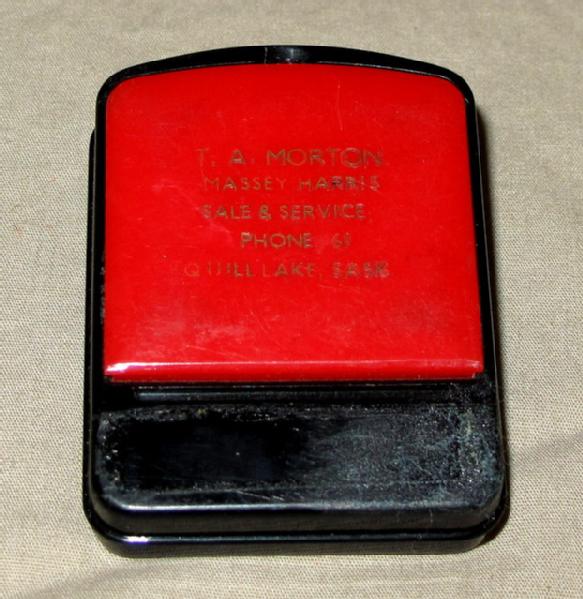 T. A. MORTON
MASSEY HARRIS
SALE & SERVICE
PHONE 61
QUILL LAKE, SASK